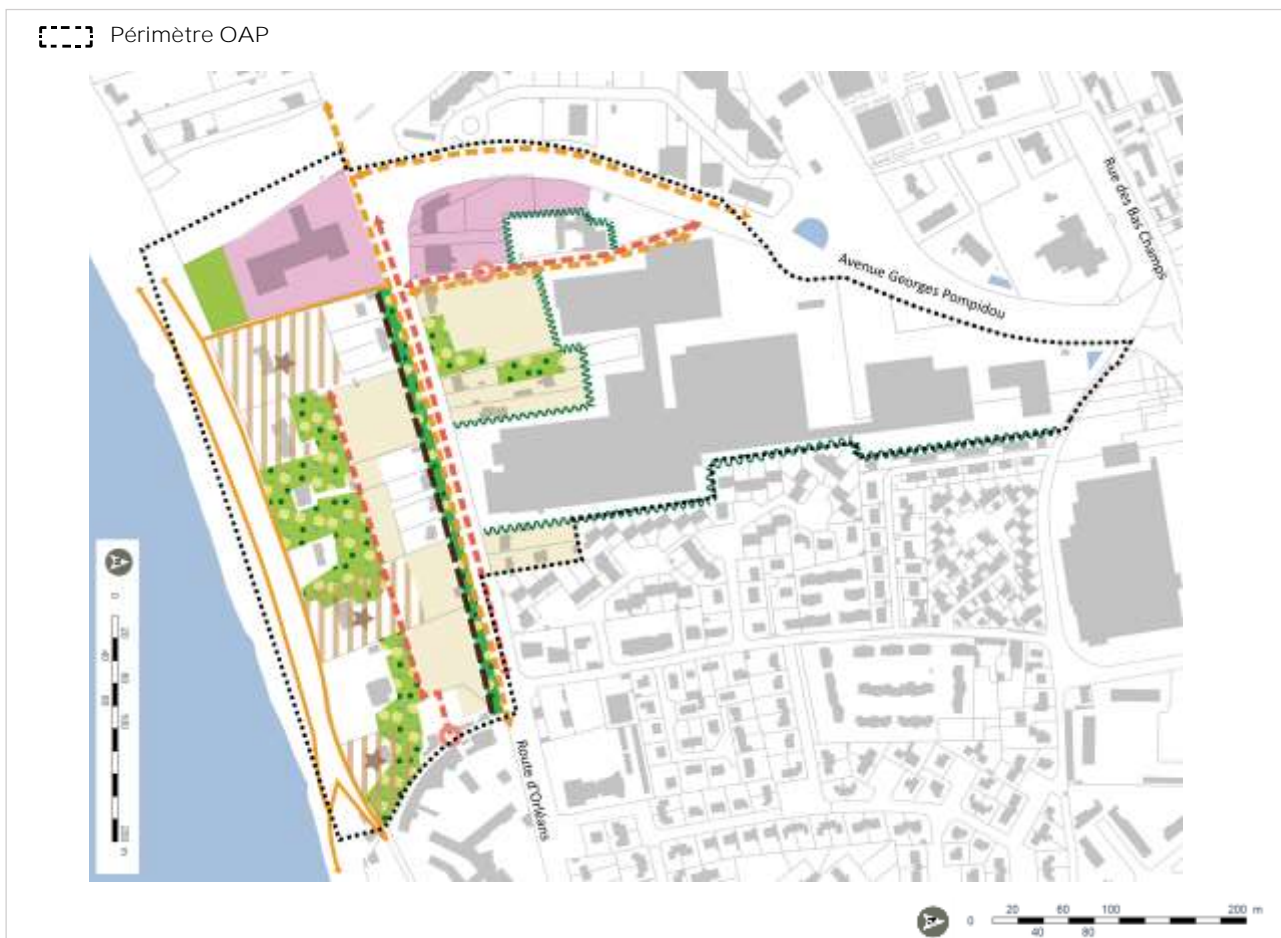 Périmètre OAP
Rue des Bas Champs
Avenue Georges Pompidou
Route d'Orléans
0 20 60 100 200 m
40 80